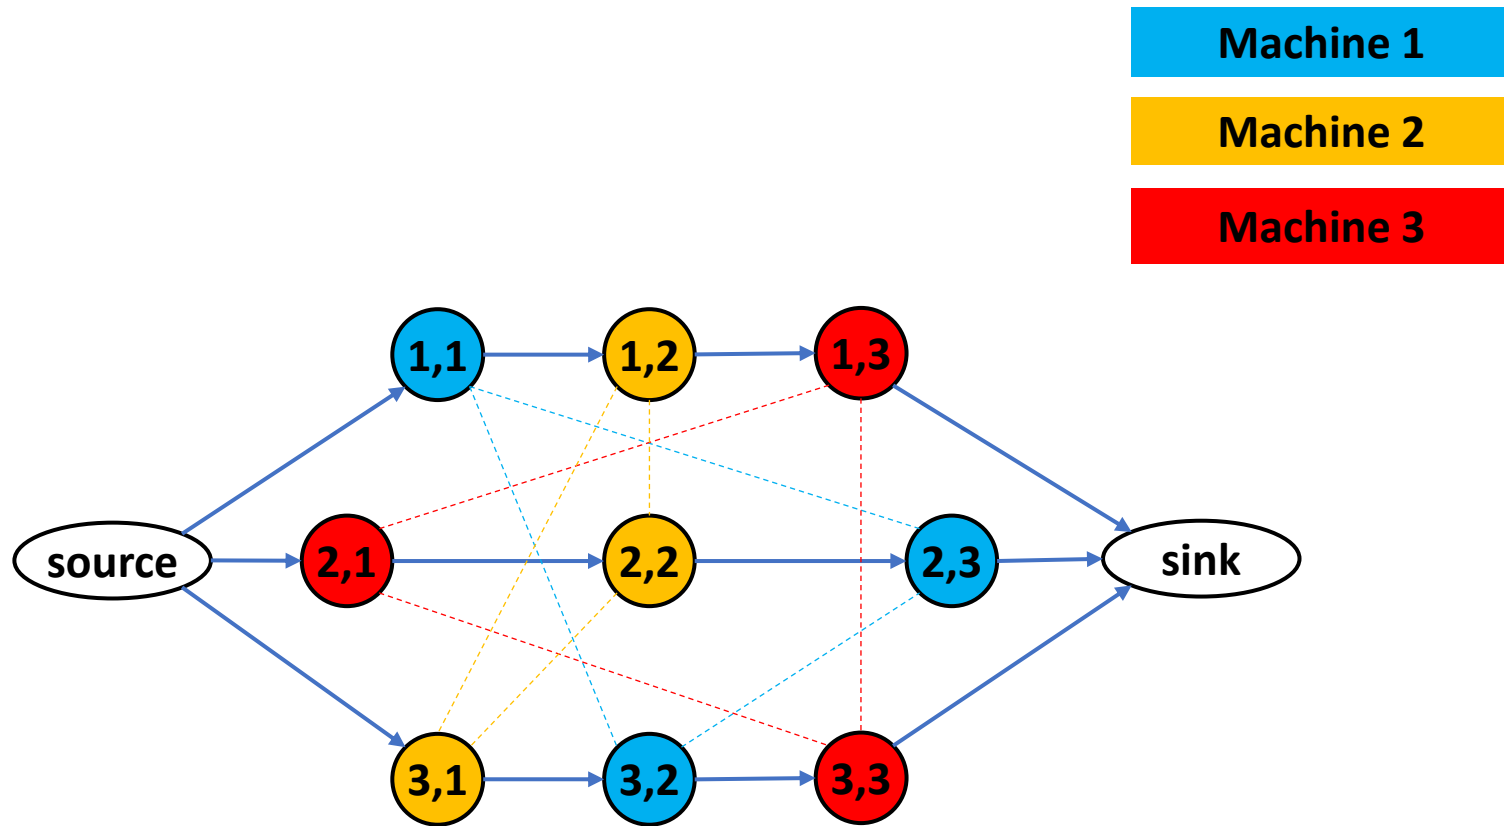 Machine 1
Machine 2
Machine 3
1,1
1,2
1,3
source
2,1
2,2
2,3
sink
3,1
3,2
3,3